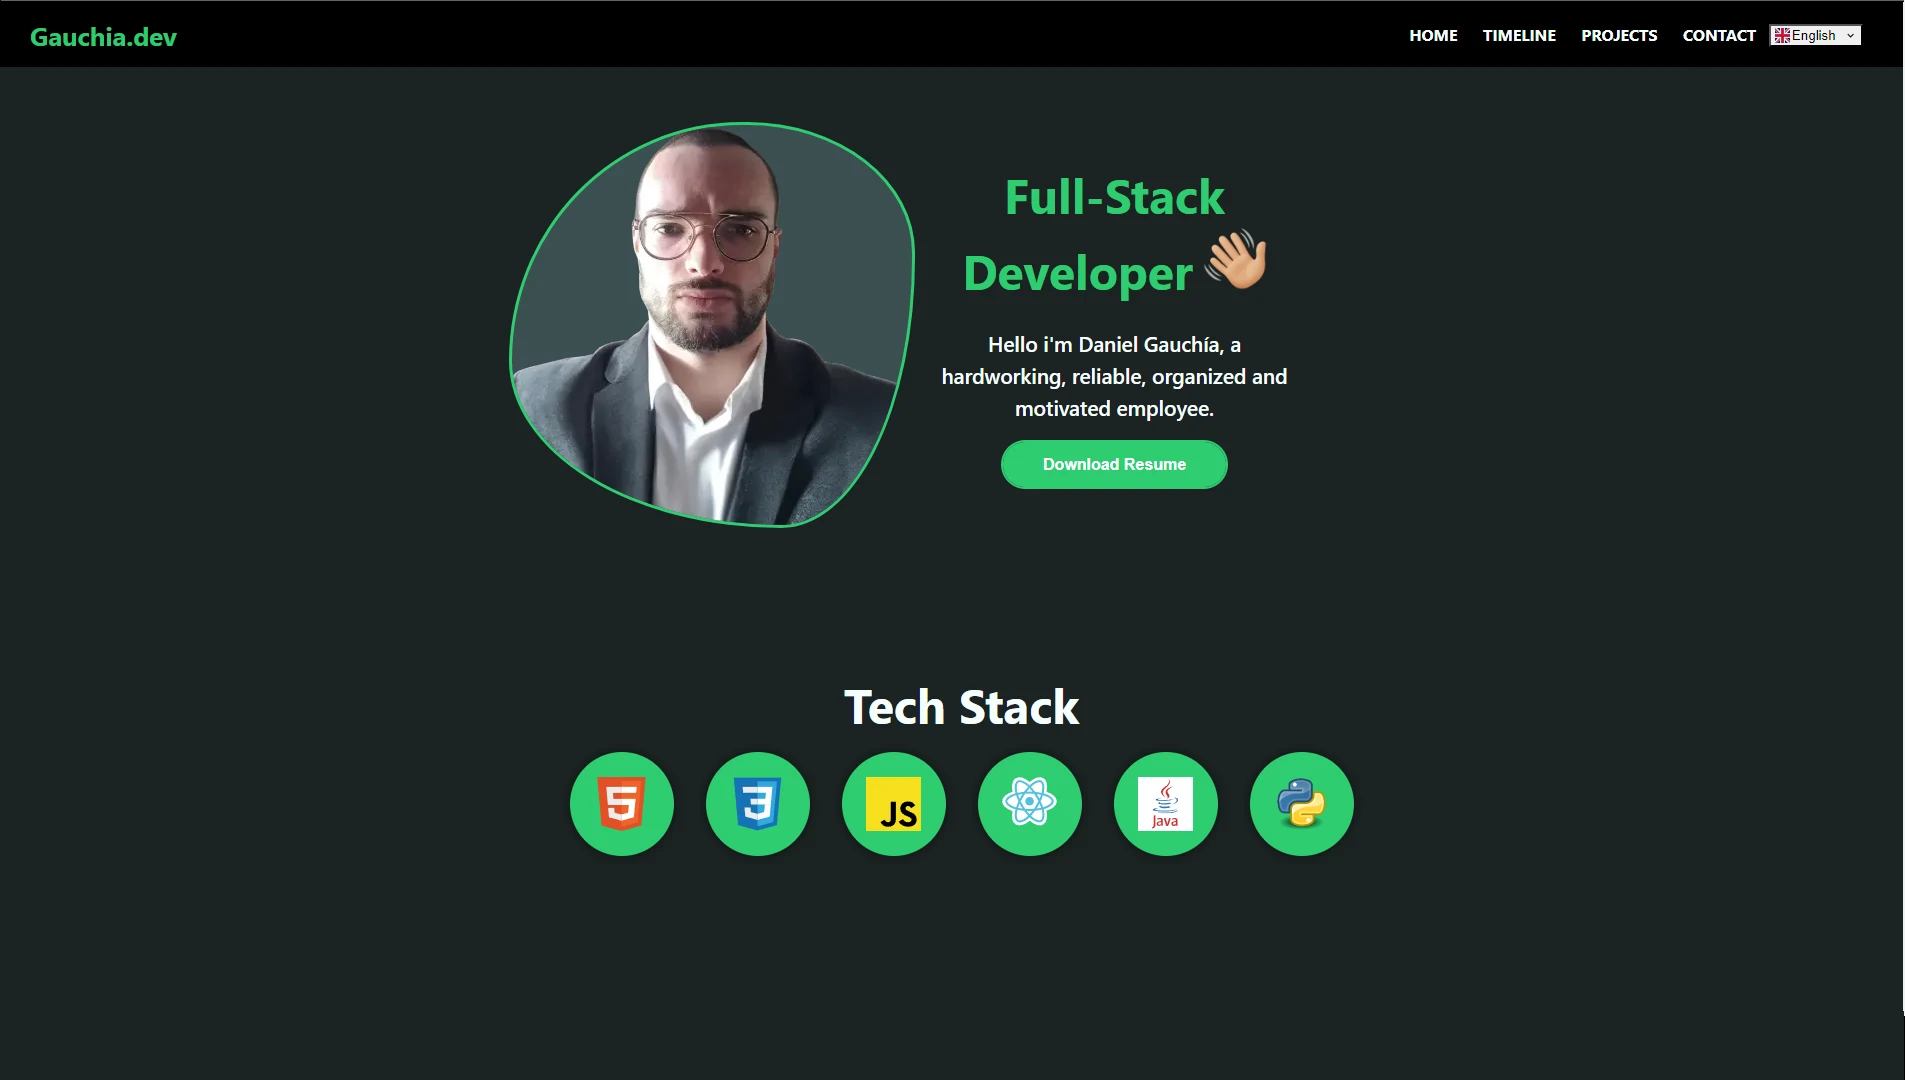 Gauchia.dev
HOME TIMELINE PROJECTS CONTACT English
Full-Stack
Developer
Hello i'm Daniel Gauchía, a
hardworking, reliable, organized and
motivated employee.
Download Resume
Tech Stack
5 3 JS Java